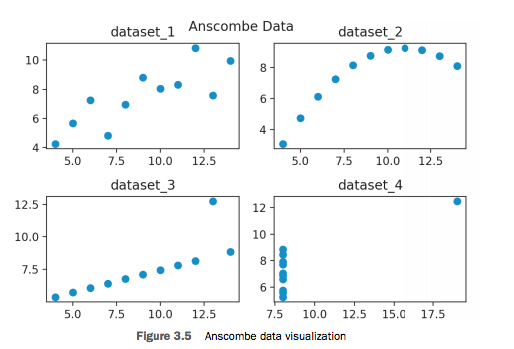 Anscombe Data
dataset_1
dataset_2
10
8
6
4
5.0 7.5 10.0 12.5
8
6
4
5.0 7.5 10.0 12.5
dataset_3
dataset_4
12.5
10.0
7.5
5.0 7.5 10.0 12.5
12
10
8
6
7.5 10.0 12.5 15.0 17.5
Figure 3.5 Anscombe data visualization